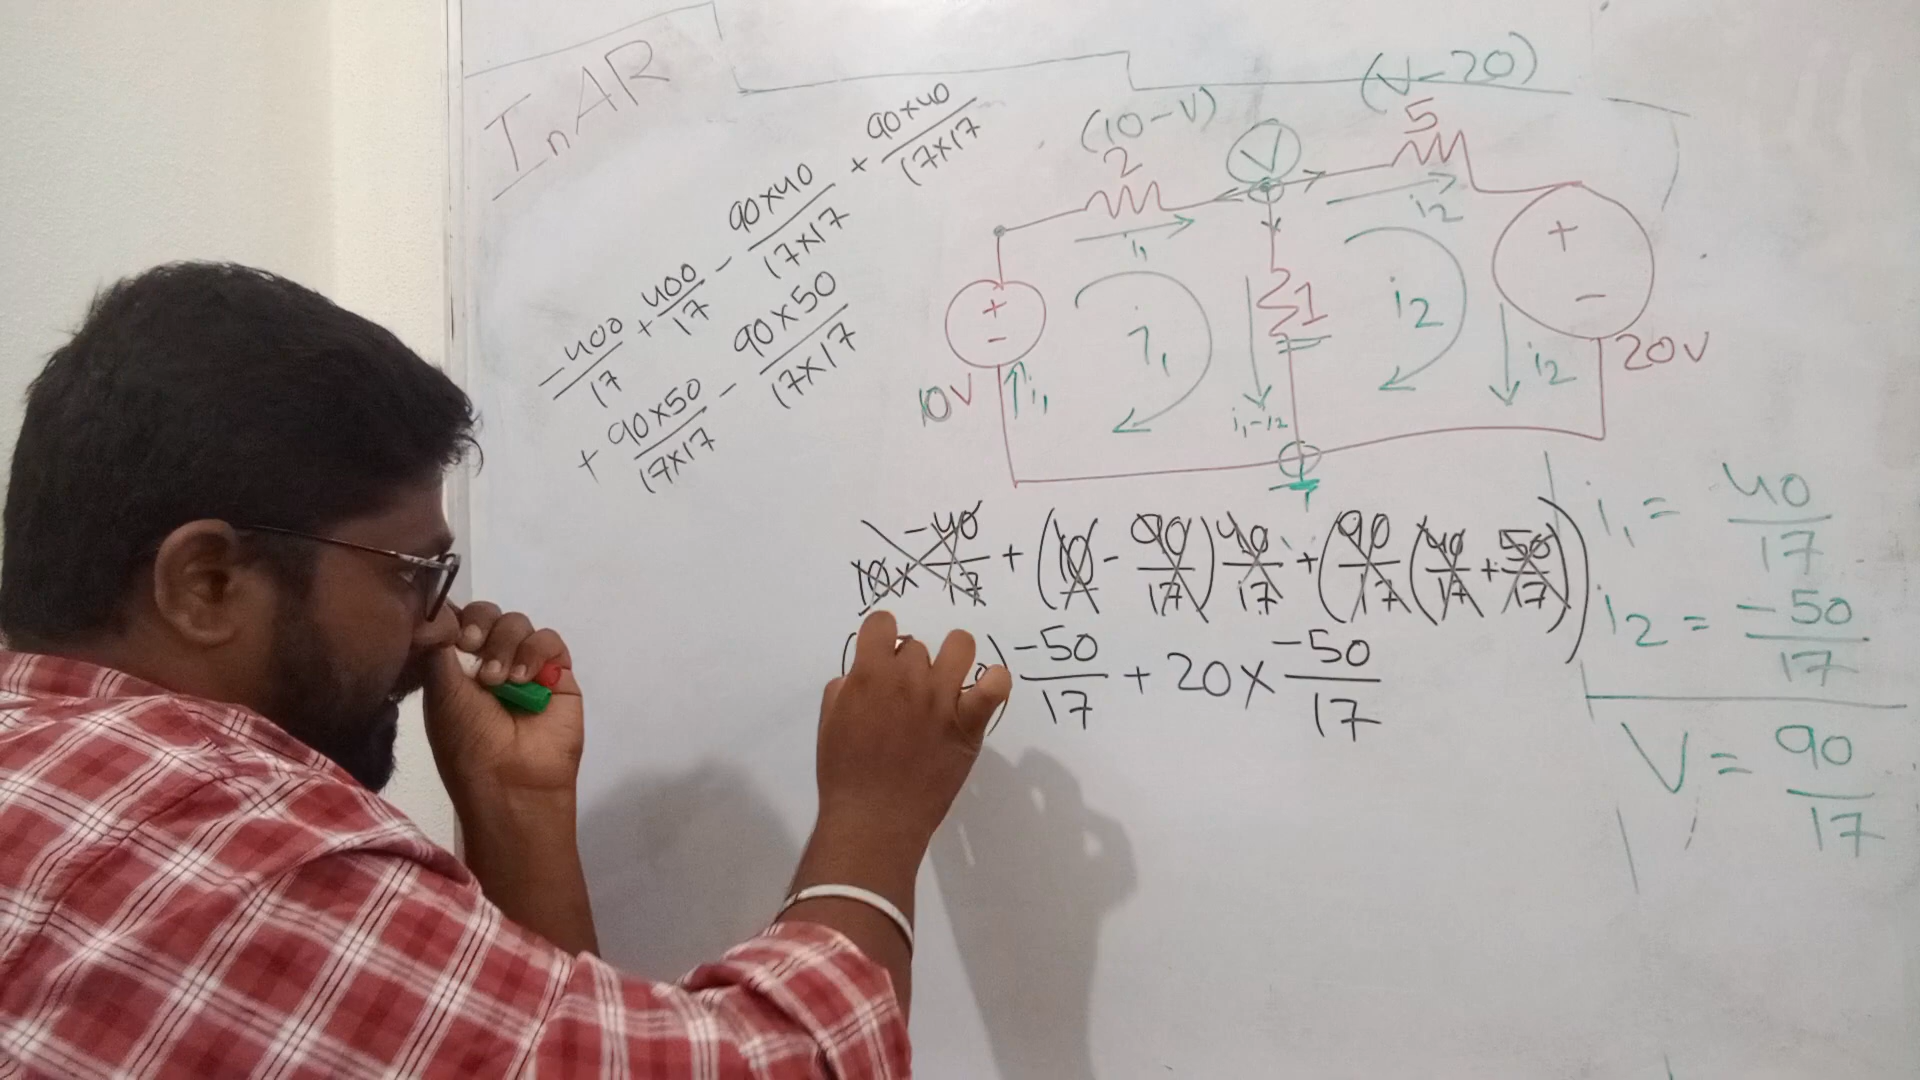 InAR
-400/17 + 400/17 - 90×40/17×17 + 90×40/17×17
+ 90×50/17×17 - 90×50/17×17
(10-V)
(V-20)
2
V
5
i₁
i₂
+
-
10V
i₁
i₁
i₁-i₂
1
i₂
+
-
i₂
20V
10×-40/17 + (10 - 90/17) 40/17 + (90/17 (40/17 + 50/17))
) -50/17 + 20× -50/17
i₁ = 40/17
i₂ = -50/17
V = 90/17